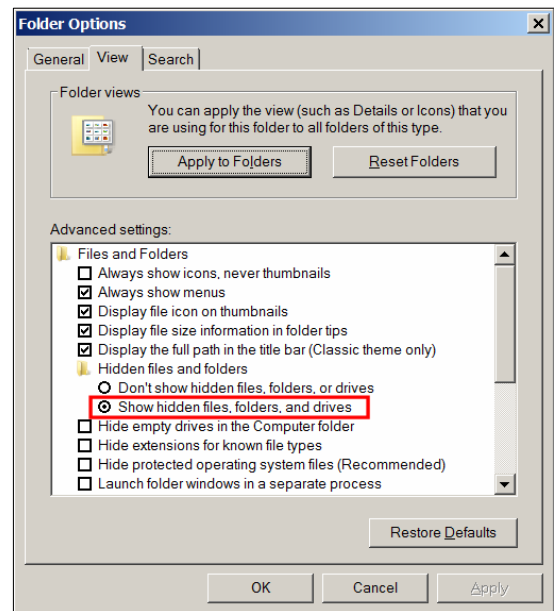 Folder Options
General View Search
Folder views
You can apply the view (such as Details or Icons) that you
are using for this folder to all folders of this type.
Apply to Folders Reset Folders
Advanced settings:
Files and Folders
Always show icons, never thumbnails
Always show menus
Display file icon on thumbnails
Display file size information in folder tips
Display the full path in the title bar (Classic theme only)
Hidden files and folders
Don't show hidden files, folders, or drives
Show hidden files, folders, and drives
Hide empty drives in the Computer folder
Hide extensions for known file types
Hide protected operating system files (Recommended)
Launch folder windows in a separate process
Restore Defaults
OK Cancel Apply